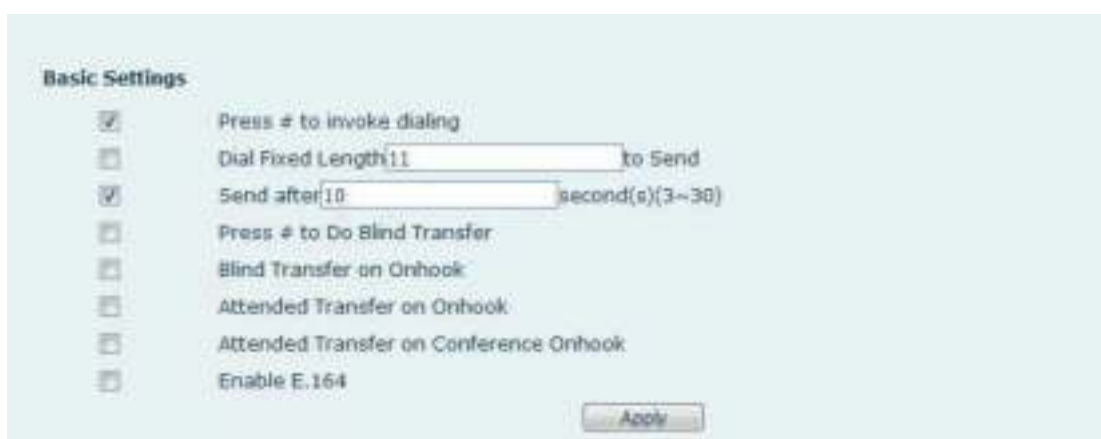 Basic Settings
Press # to invoke dialing
Dial Fixed Length 11 to Send
Send after 10 second(s)(3~30)
Press # to Do Blind Transfer
Blind Transfer on Onhook
Attended Transfer on Onhook
Attended Transfer on Conference Onhook
Enable E.164
Apply